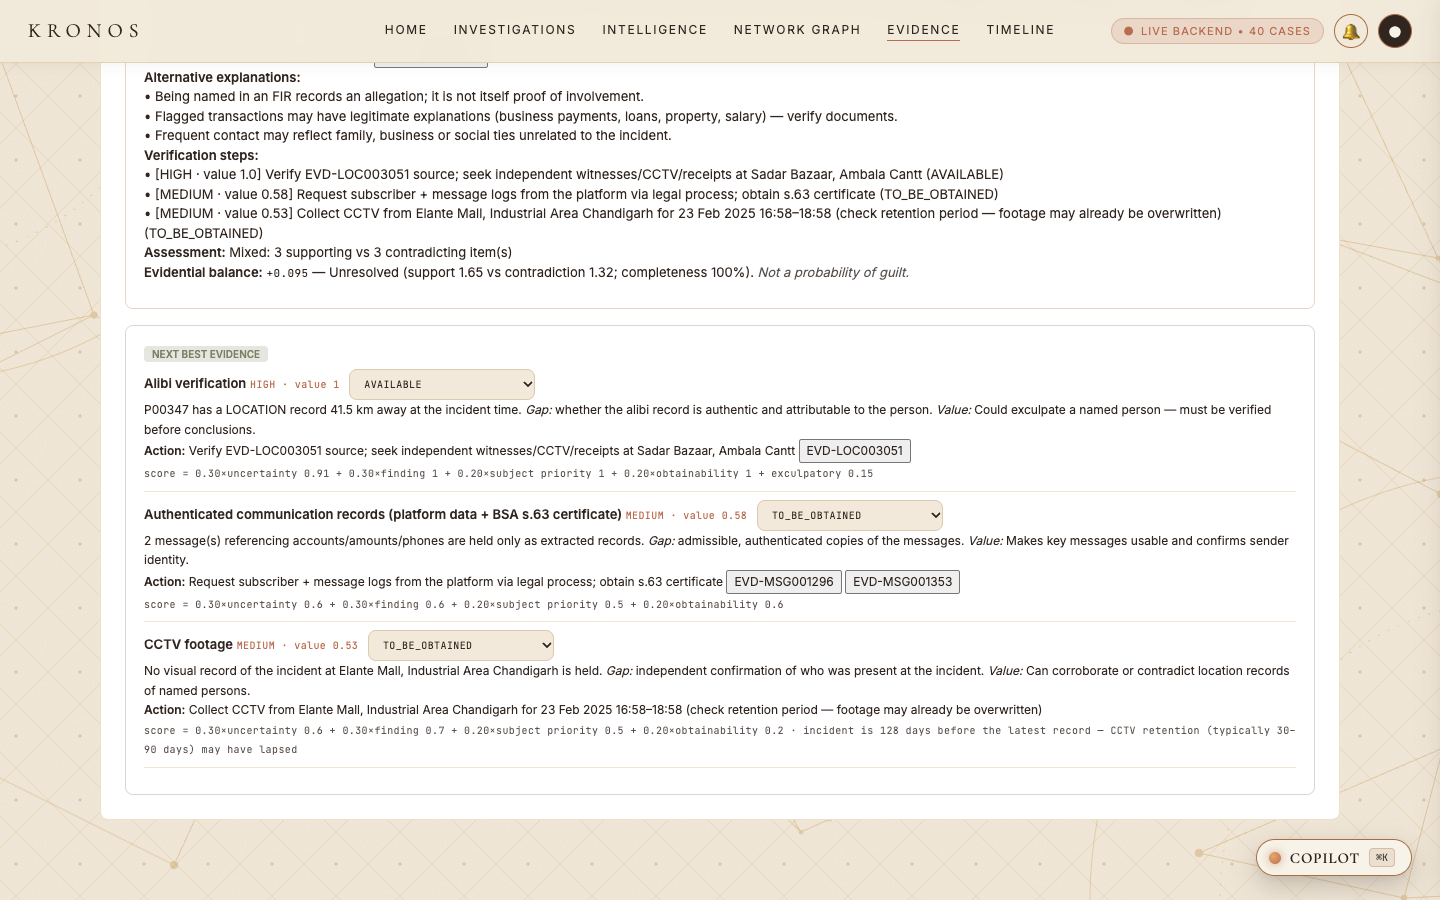 KRONOS
HOME
INVESTIGATIONS
INTELLIGENCE
NETWORK GRAPH
EVIDENCE
TIMELINE
LIVE BACKEND • 40 CASES
Alternative explanations:
• Being named in an FIR records an allegation; it is not itself proof of involvement.
• Flagged transactions may have legitimate explanations (business payments, loans, property, salary) — verify documents.
• Frequent contact may reflect family, business or social ties unrelated to the incident.
Verification steps:
• [HIGH · value 1.0] Verify EVD-LOC003051 source; seek independent witnesses/CCTV/receipts at Sadar Bazaar, Ambala Cantt (AVAILABLE)
• [MEDIUM · value 0.58] Request subscriber + message logs from the platform via legal process; obtain s.63 certificate (TO_BE_OBTAINED)
• [MEDIUM · value 0.53] Collect CCTV from Elante Mall, Industrial Area Chandigarh for 23 Feb 2025 16:58–18:58 (check retention period — footage may already be overwritten)
(TO_BE_OBTAINED)
Assessment: Mixed: 3 supporting vs 3 contradicting item(s)
Evidential balance: +0.095 — Unresolved (support 1.65 vs contradiction 1.32; completeness 100%). Not a probability of guilt.
NEXT BEST EVIDENCE
Alibi verification HIGH · value 1 AVAILABLE
P00347 has a LOCATION record 41.5 km away at the incident time. Gap: whether the alibi record is authentic and attributable to the person. Value: Could exculpate a named person — must be verified
before conclusions.
Action: Verify EVD-LOC003051 source; seek independent witnesses/CCTV/receipts at Sadar Bazaar, Ambala Cantt EVD-LOC003051
score = 0.30×uncertainty 0.91 + 0.30×finding 1 + 0.20×subject priority 1 + 0.20×obtainability 1 + exculpatory 0.15
Authenticated communication records (platform data + BSA s.63 certificate) MEDIUM · value 0.58 TO_BE_OBTAINED
2 message(s) referencing accounts/amounts/phones are held only as extracted records. Gap: admissible, authenticated copies of the messages. Value: Makes key messages usable and confirms sender
identity.
Action: Request subscriber + message logs from the platform via legal process; obtain s.63 certificate EVD-MSG001296 EVD-MSG001353
score = 0.30×uncertainty 0.6 + 0.30×finding 0.6 + 0.20×subject priority 0.5 + 0.20×obtainability 0.6
CCTV footage MEDIUM · value 0.53 TO_BE_OBTAINED
No visual record of the incident at Elante Mall, Industrial Area Chandigarh is held. Gap: independent confirmation of who was present at the incident. Value: Can corroborate or contradict location records
of named persons.
Action: Collect CCTV from Elante Mall, Industrial Area Chandigarh for 23 Feb 2025 16:58–18:58 (check retention period — footage may already be overwritten)
score = 0.30×uncertainty 0.6 + 0.30×finding 0.7 + 0.20×subject priority 0.5 + 0.20×obtainability 0.2 · incident is 128 days before the latest record — CCTV retention (typically 30–
90 days) may have lapsed
COPILOT ⌘K